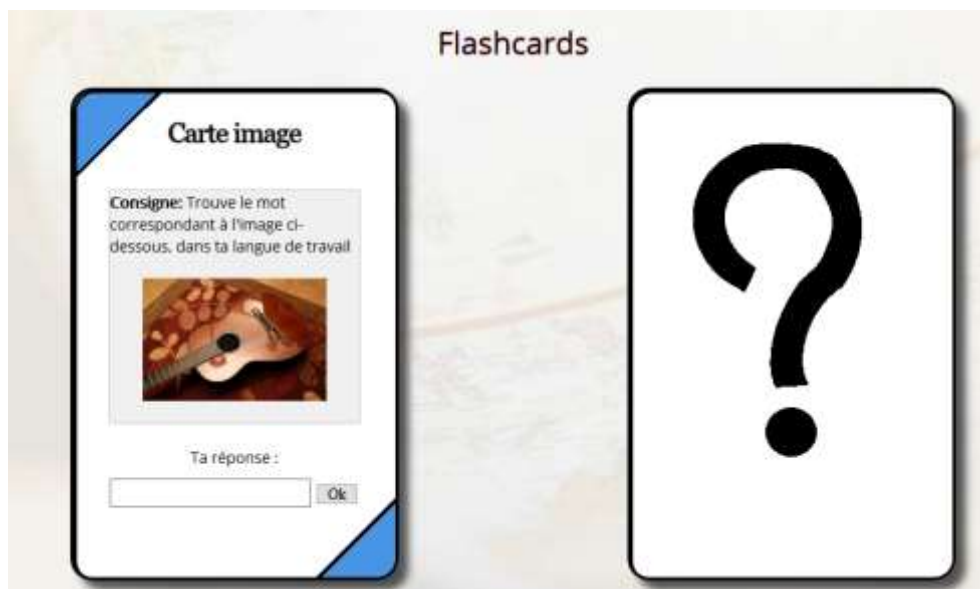 Flashcards
Carte image
Consigne: Trouve le mot
correspondant à l'image ci-
dessous, dans ta langue de travail
Ta réponse :
Ok
?